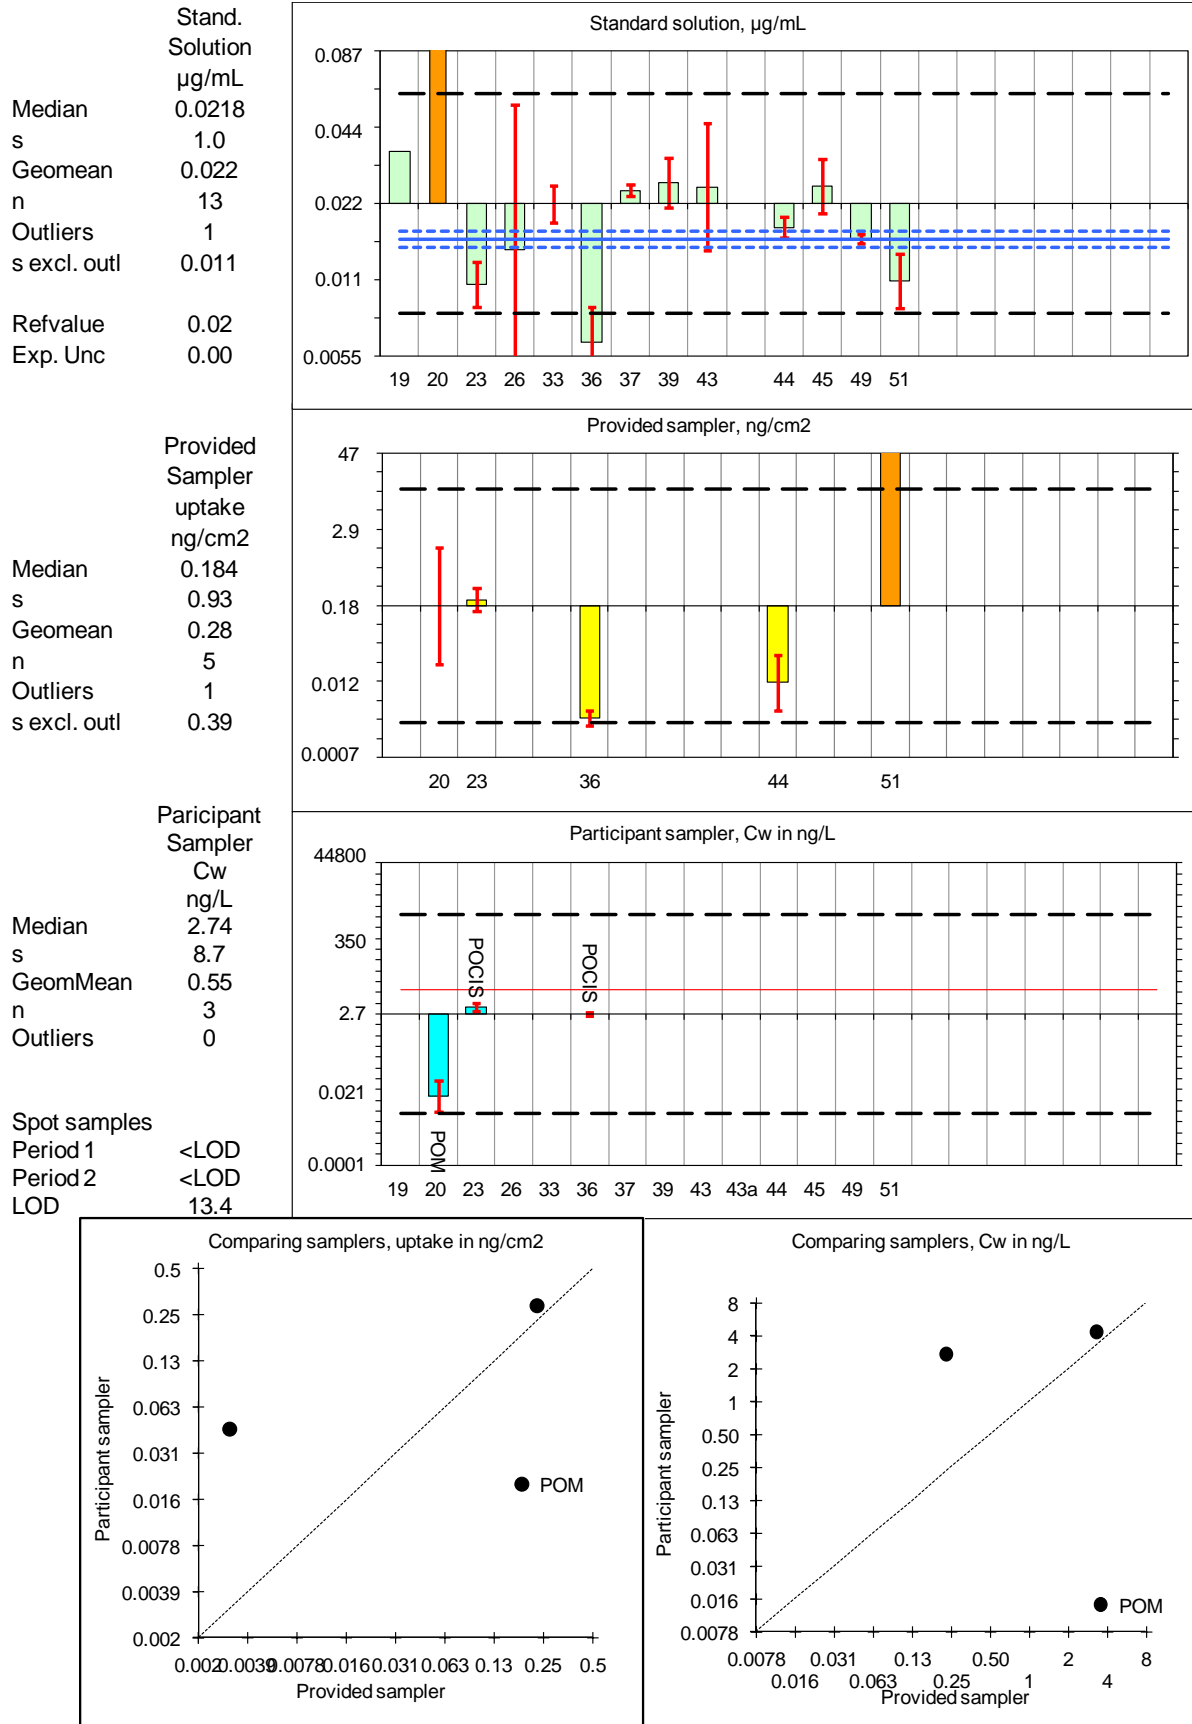 Stand.
Solution
µg/mL
Median 0.0218
s 1.0
Geomean 0.022
n 13
Outliers 1
s excl. outl 0.011
Refvalue 0.02
Exp. Unc 0.00
Standard solution, µg/mL
0.087
0.044
0.022
0.011
0.0055
19 20 23 26 33 36 37 39 43 44 45 49 51
Provided
Sampler
uptake
ng/cm2
Median 0.184
s 0.93
Geomean 0.28
n 5
Outliers 1
s excl. outl 0.39
Provided sampler, ng/cm2
47
2.9
0.18
0.012
0.0007
20 23 36 44 51
Paricipant
Sampler
Cw
ng/L
Median 2.74
s 8.7
GeomMean 0.55
n 3
Outliers 0
Spot samples
Period 1 <LOD
Period 2 <LOD
LOD 13.4
Participant sampler, Cw in ng/L
44800
350
2.7
0.021
0.0001
POM
POCIS
POCIS
19 20 23 26 33 36 37 39 43 43a 44 45 49 51
Comparing samplers, uptake in ng/cm2
Participant sampler
0.5
0.25
0.13
0.063
0.031
0.016
0.0078
0.0039
0.002
POM
0.002 0.0039 0.0078 0.016 0.031 0.063 0.13 0.25 0.5
Provided sampler
Comparing samplers, Cw in ng/L
Participant sampler
8
4
2
1
0.50
0.25
0.13
0.063
0.031
0.016
0.0078
POM
0.0078 0.031 0.13 0.50 2 8
0.016 0.063 0.25 1 4
Provided sampler